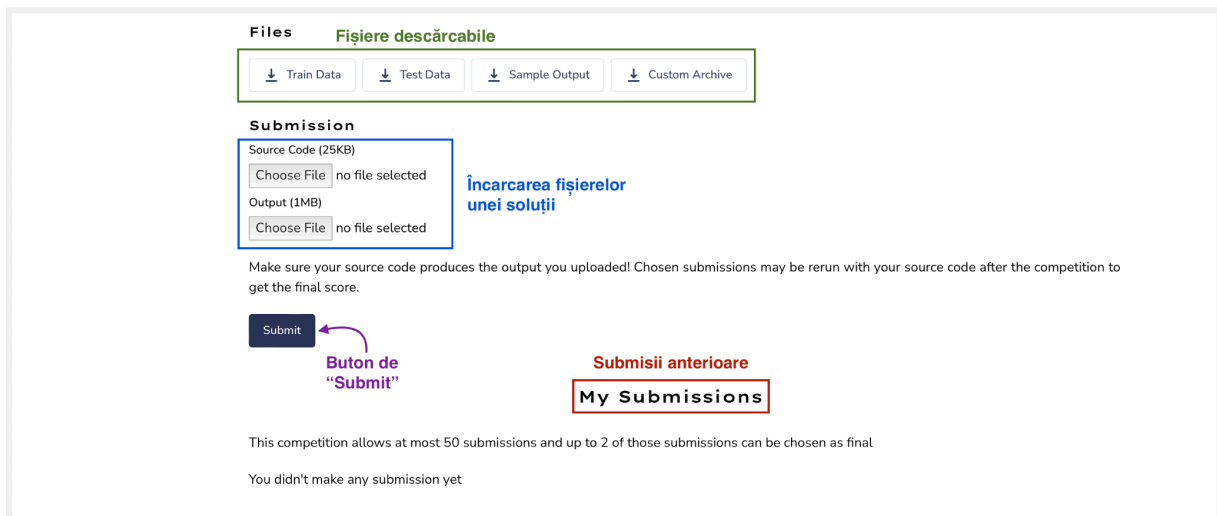 Files
Fișiere descărcabile
Train Data
Test Data
Sample Output
Custom Archive
Submission
Source Code (25KB)
Choose File no file selected
Output (1MB)
Choose File no file selected
Încarcarea fișierelor
unei soluții
Make sure your source code produces the output you uploaded! Chosen submissions may be rerun with your source code after the competition to
get the final score.
Submit
Buton de
“Submit”
Submisii anterioare
My Submissions
This competition allows at most 50 submissions and up to 2 of those submissions can be chosen as final
You didn't make any submission yet